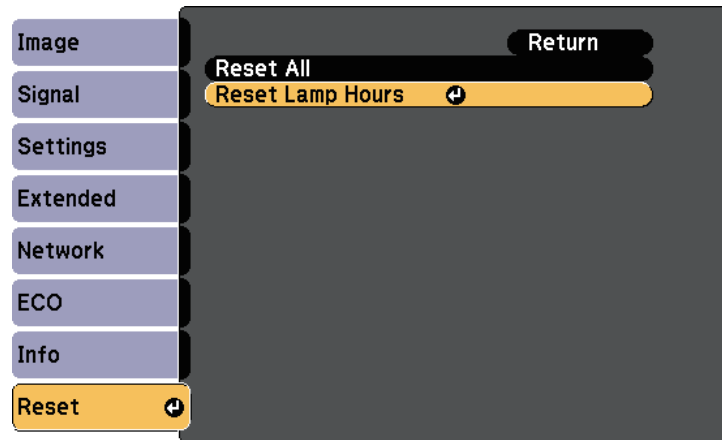 Image
Signal
Settings
Extended
Network
ECO
Info
Reset
Return
Reset All
Reset Lamp Hours